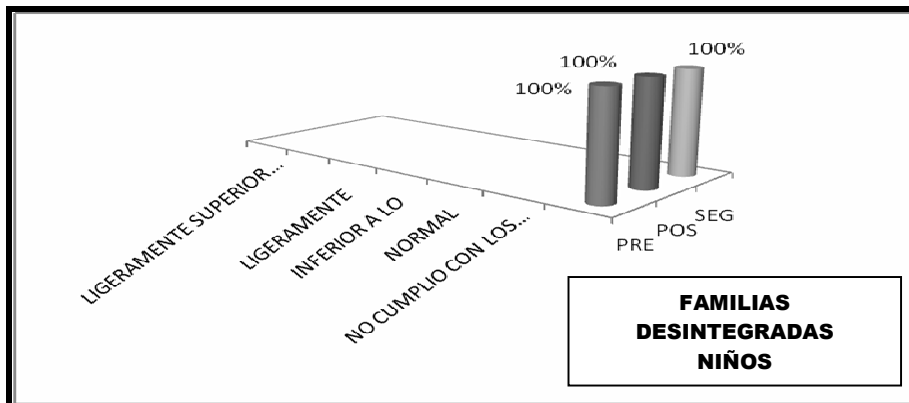 100%
100%
100%
LIGERAMENTE SUPERIOR...
LIGERAMENTE
INFERIOR A LO
NORMAL
NO CUMPLIO CON LOS...
PRE
POS
SEG
FAMILIAS
DESINTEGRADAS
NIÑOS